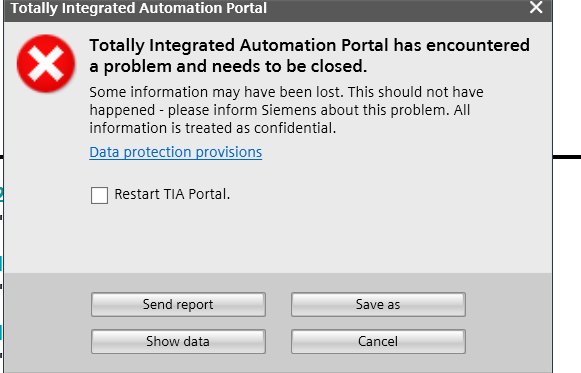 Totally Integrated Automation Portal
Totally Integrated Automation Portal has encountered
a problem and needs to be closed.
Some information may have been lost. This should not have
happened - please inform Siemens about this problem. All
information is treated as confidential.
Data protection provisions
Restart TIA Portal.
Send report
Save as
Show data
Cancel